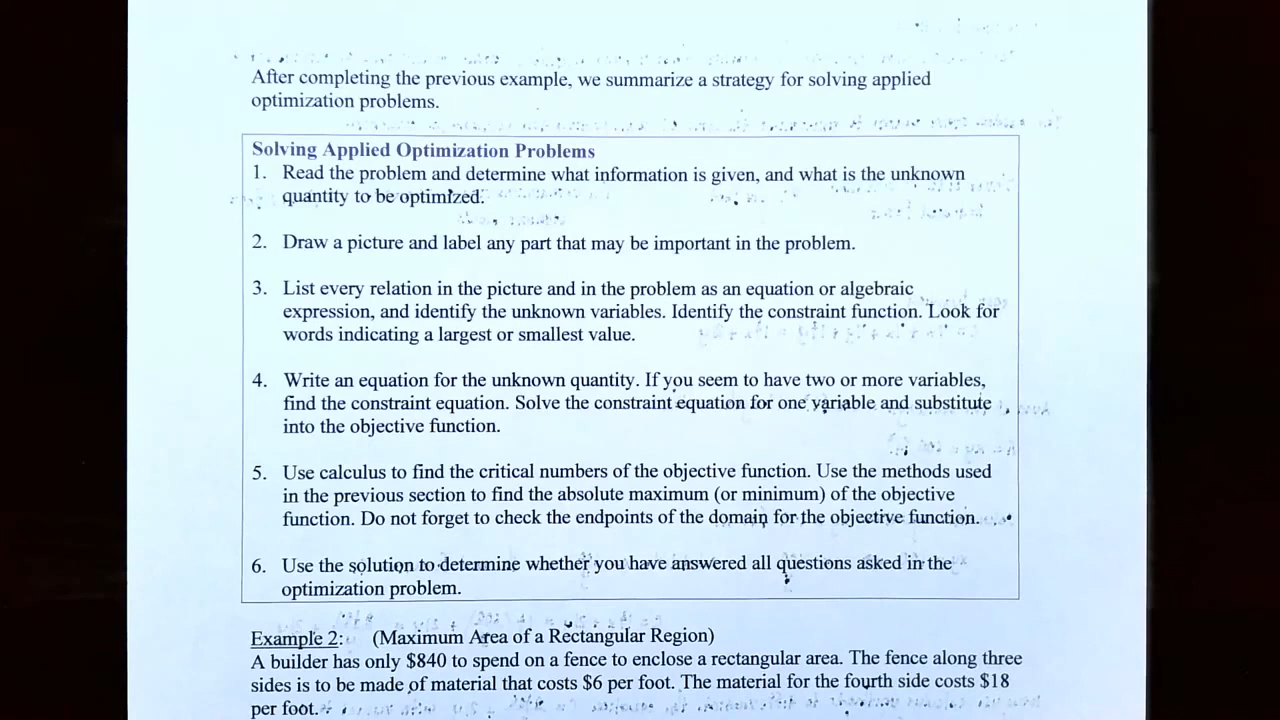 After completing the previous example, we summarize a strategy for solving applied
optimization problems.
Solving Applied Optimization Problems
1. Read the problem and determine what information is given, and what is the unknown
quantity to be optimized.
2. Draw a picture and label any part that may be important in the problem.
3. List every relation in the picture and in the problem as an equation or algebraic
expression, and identify the unknown variables. Identify the constraint function. Look for
words indicating a largest or smallest value.
4. Write an equation for the unknown quantity. If you seem to have two or more variables,
find the constraint equation. Solve the constraint equation for one variable and substitute
into the objective function.
5. Use calculus to find the critical numbers of the objective function. Use the methods used
in the previous section to find the absolute maximum (or minimum) of the objective
function. Do not forget to check the endpoints of the domain for the objective function.
6. Use the solution to determine whether you have answered all questions asked in the
optimization problem.
Example 2: (Maximum Area of a Rectangular Region)
A builder has only $840 to spend on a fence to enclose a rectangular area. The fence along three
sides is to be made of material that costs $6 per foot. The material for the fourth side costs $18
per foot.